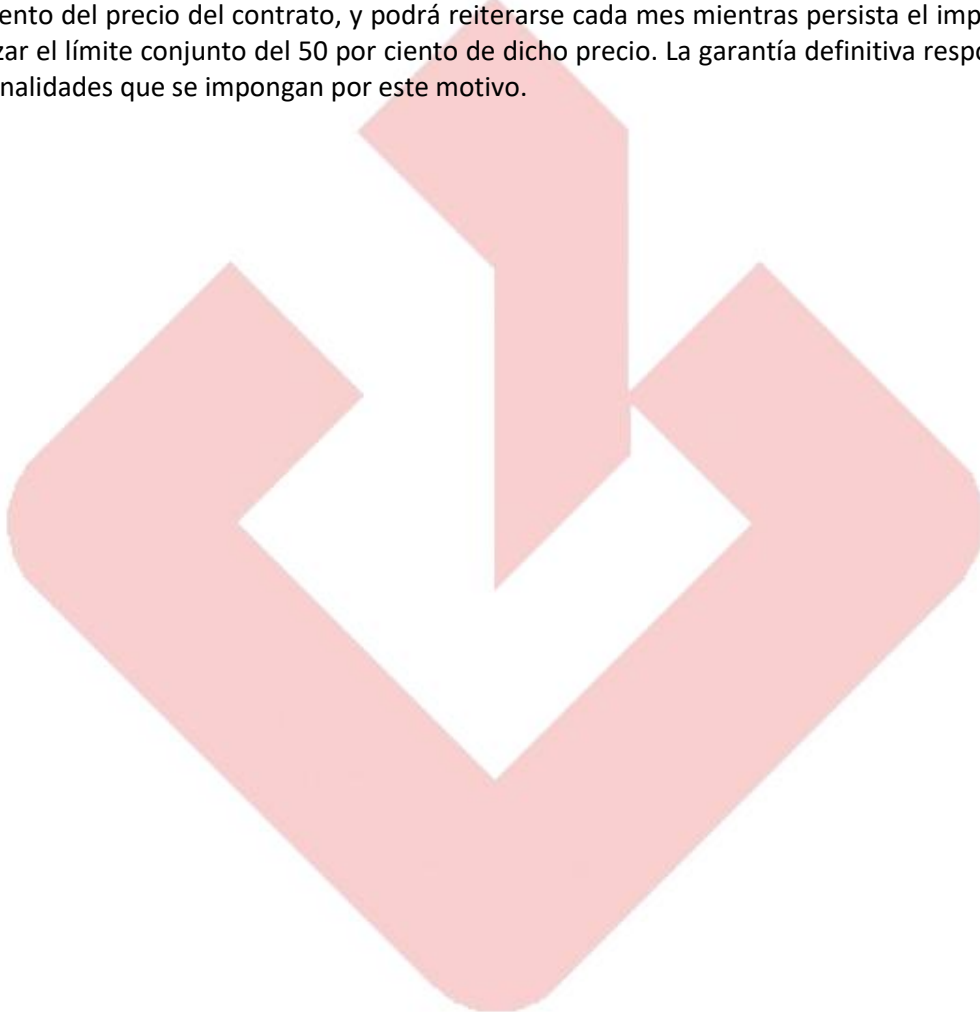 ento del precio del contrato, y podrá reiterarse cada mes mientras persista el imp
zar el límite conjunto del 50 por ciento de dicho precio. La garantía definitiva resp
nalidades que se impongan por este motivo.